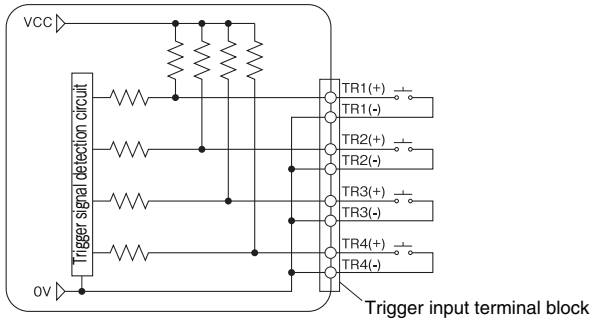 VCC
Trigger signal detection circuit
TR1(+)
TR1(-)
TR2(+)
TR2(-)
TR3(+)
TR3(-)
TR4(+)
TR4(-)
0V
Trigger input terminal block